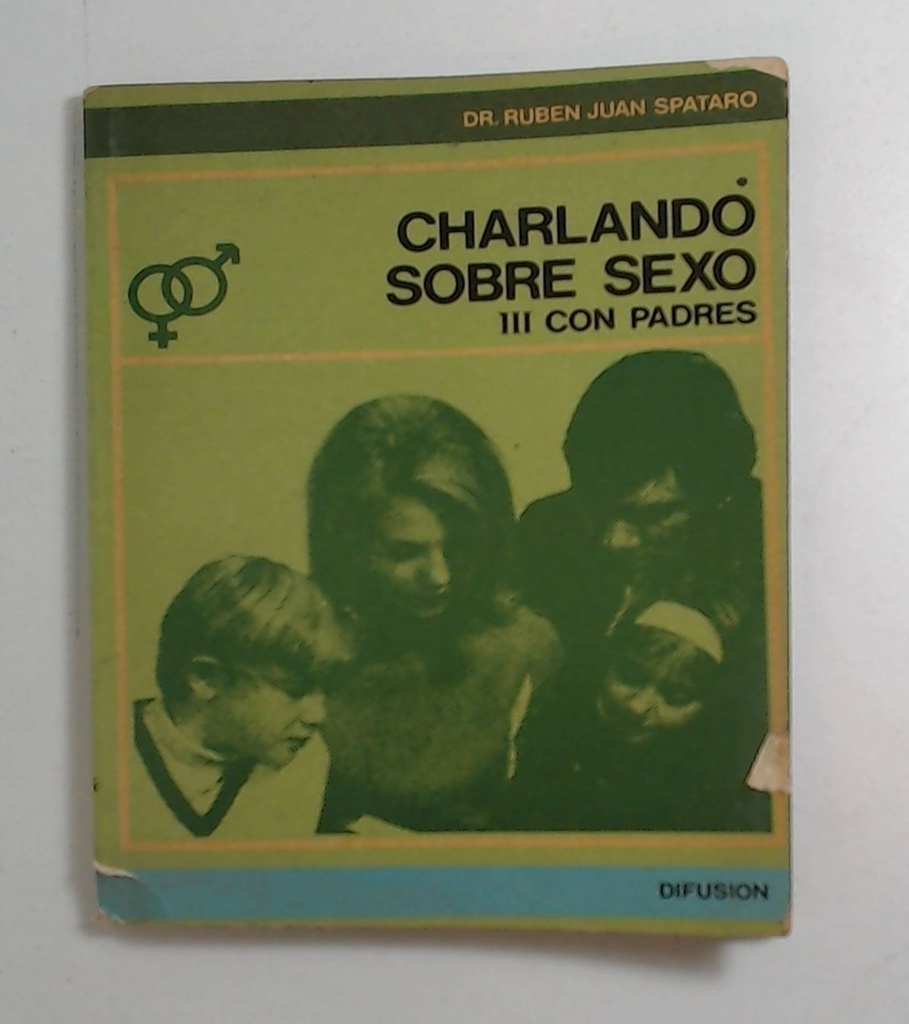 DR. RUBEN JUAN SPATARO
CHARLANDO
SOBRE SEXO
III CON PADRES
DIFUSION